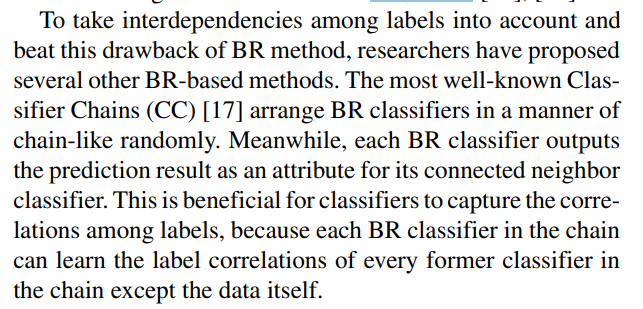 To take interdependencies among labels into account and
beat this drawback of BR method, researchers have proposed
several other BR-based methods. The most well-known Clas-
sifier Chains (CC) [17] arrange BR classifiers in a manner of
chain-like randomly. Meanwhile, each BR classifier outputs
the prediction result as an attribute for its connected neighbor
classifier. This is beneficial for classifiers to capture the corre-
lations among labels, because each BR classifier in the chain
can learn the label correlations of every former classifier in
the chain except the data itself.